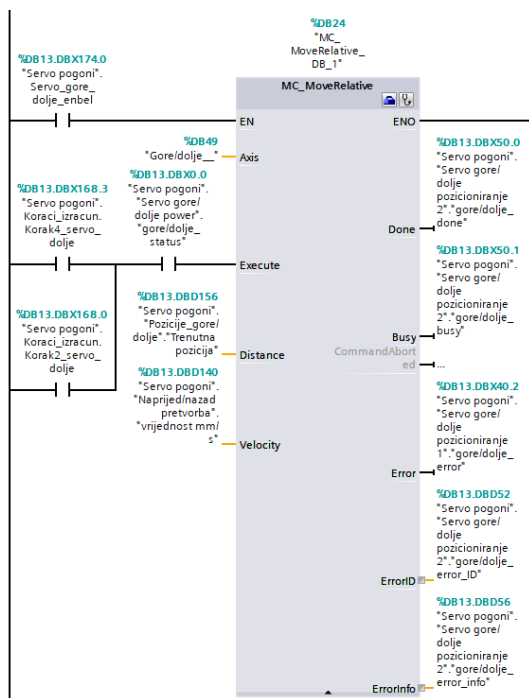 %DB24
"MC_
MoveRelative_
DB_1"
%DB13.DBX174.0
"Servo pogoni".
Servo_gore_
dolje_enbel
MC_MoveRelative
EN
ENO
%DB49
"Gore/dolje__"
Axis
%DB13.DBX50.0
"Servo pogoni".
"Servo gore/
dolje
pozicioniranje
2"."gore/dolje_
done"
Done
%DB13.DBX168.3
"Servo pogoni".
Koraci_izracun.
Korak4_servo_
dolje
%DB13.DBX0.0
"Servo pogoni".
"Servo gore/
dolje power".
"gore/dolje_
status"
Execute
%DB13.DBX50.1
"Servo pogoni".
"Servo gore/
dolje
pozicioniranje
2"."gore/dolje_
busy"
Busy
%DB13.DBX168.0
"Servo pogoni".
Koraci_izracun.
Korak2_servo_
dolje
%DB13.DBD156
"Servo pogoni".
"Pozicije_gore/
dolje"."Trenutna
pozicija"
Distance
CommandAbort
ed
...
%DB13.DBD140
"Servo pogoni".
"Naprijed/nazad
pretvorba".
"vrijednost mm/
s"
Velocity
%DB13.DBX40.2
"Servo pogoni".
"Servo gore/
dolje
pozicioniranje
1"."gore/dolje_
error"
Error
%DB13.DBD52
"Servo pogoni".
"Servo gore/
dolje
pozicioniranje
2"."gore/dolje_
error_ID"
ErrorID
%DB13.DBD56
"Servo pogoni".
"Servo gore/
dolje
pozicioniranje
2"."gore/dolje_
error_info"
ErrorInfo